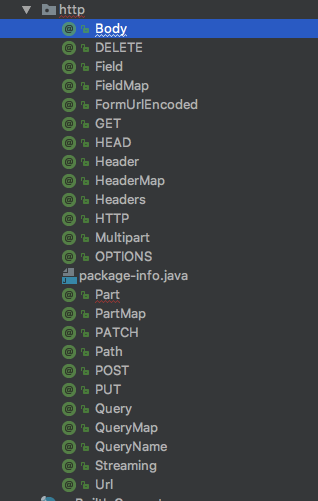 http
Body
DELETE
Field
FieldMap
FormUrlEncoded
GET
HEAD
Header
HeaderMap
Headers
HTTP
Multipart
OPTIONS
package-info.java
Part
PartMap
PATCH
Path
POST
PUT
Query
QueryMap
QueryName
Streaming
Url